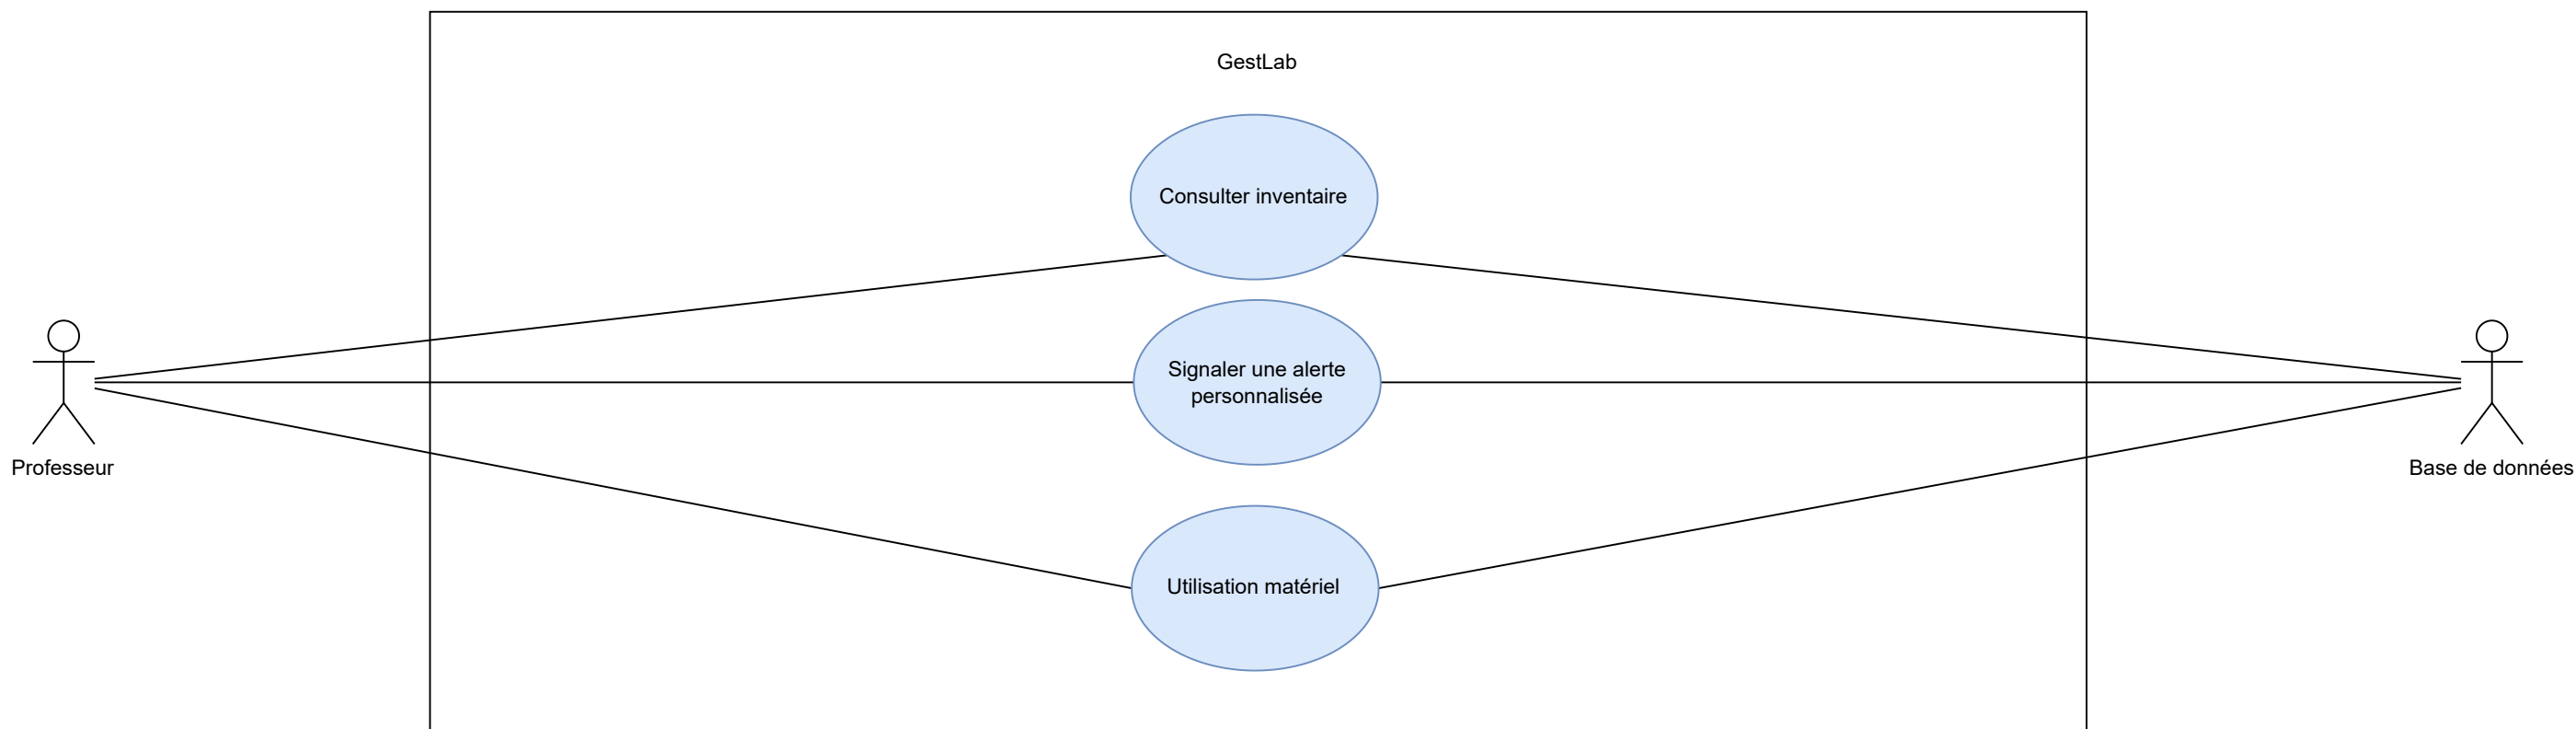 GestLab
Consulter inventaire
Signaler une alerte
personnalisée
Professeur
Base de données
Utilisation matériel